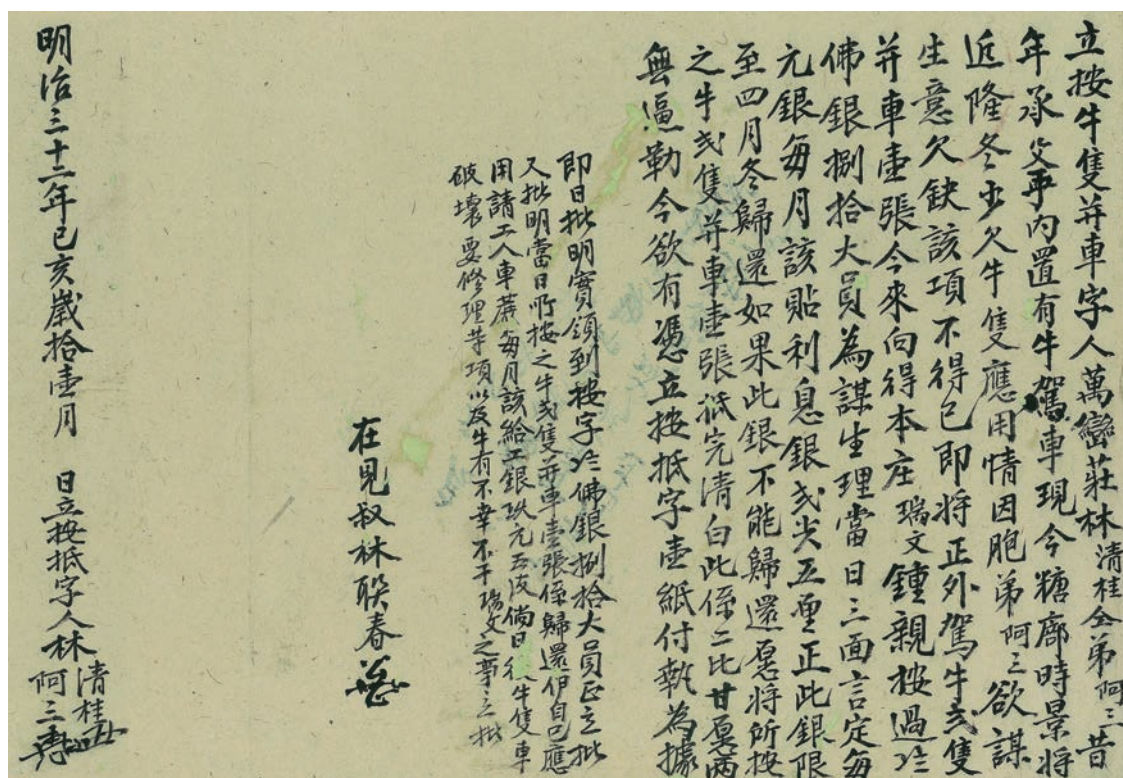 立按牛隻并車字人萬巒莊林清桂仝弟阿三昔
年承父手内置有牛駕車現今糖廍時景將
近隆冬少欠牛隻應用情因胞弟阿三欲謀
生意欠缺該項不得已即將正外駕牛弍隻
并車壹張今來向得本庄瑞文鍾親按過
佛銀捌拾大員為謀生理當日三面言定每
元銀每月該貼利息銀弍尖五重正此銀限
至四月冬歸還如果此銀不能歸還愿將所按
之牛弍隻并車壹張抵完清白此係二比甘愿兩
無逼勒今欲有憑立按抵字壹紙付執為據
即日批明實領到按字佛銀捌拾大員正立批
又批明當日所按之牛弍隻并車壹張係歸還伊自己應
用請工人車蔗每月該給工銀玖元五汲倘日後牛隻車
破壞要修理等項以及牛有不幸不干瑞文之事立批
在見叔林聯春
明治三十二年己亥歲拾壹月 日立按抵字人林清桂
阿三